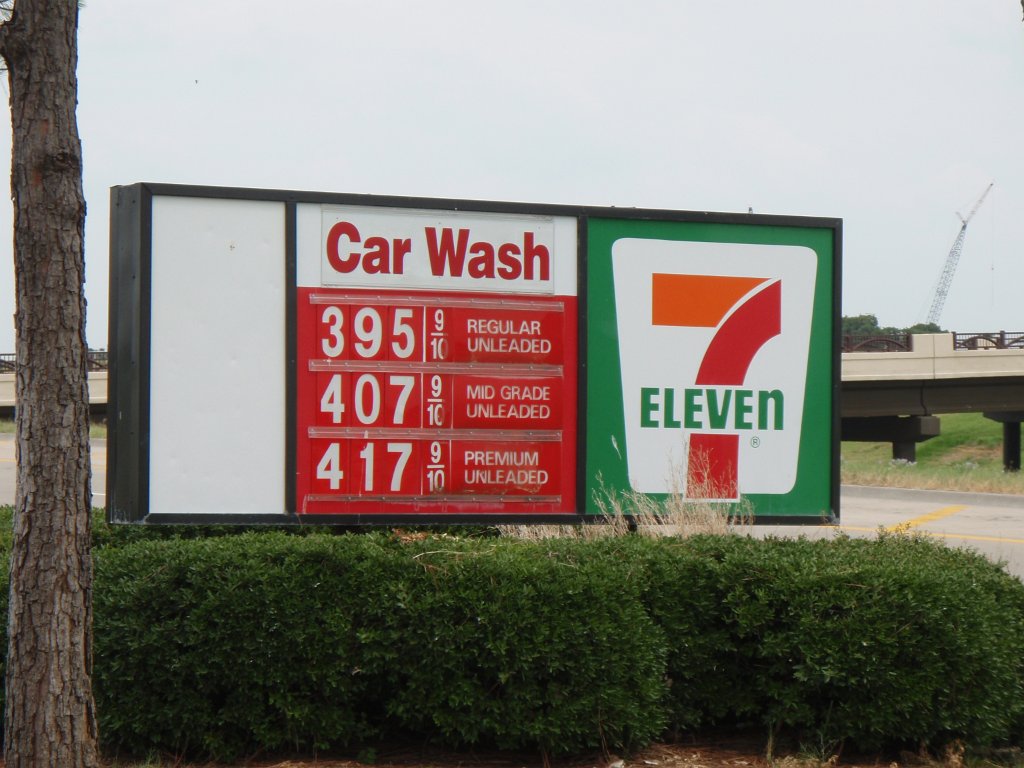 Car Wash
395 9/10 REGULAR
UNLEADED
407 9/10 MID GRADE
UNLEADED
417 9/10 PREMIUM
UNLEADED
7
ELEVEn
®